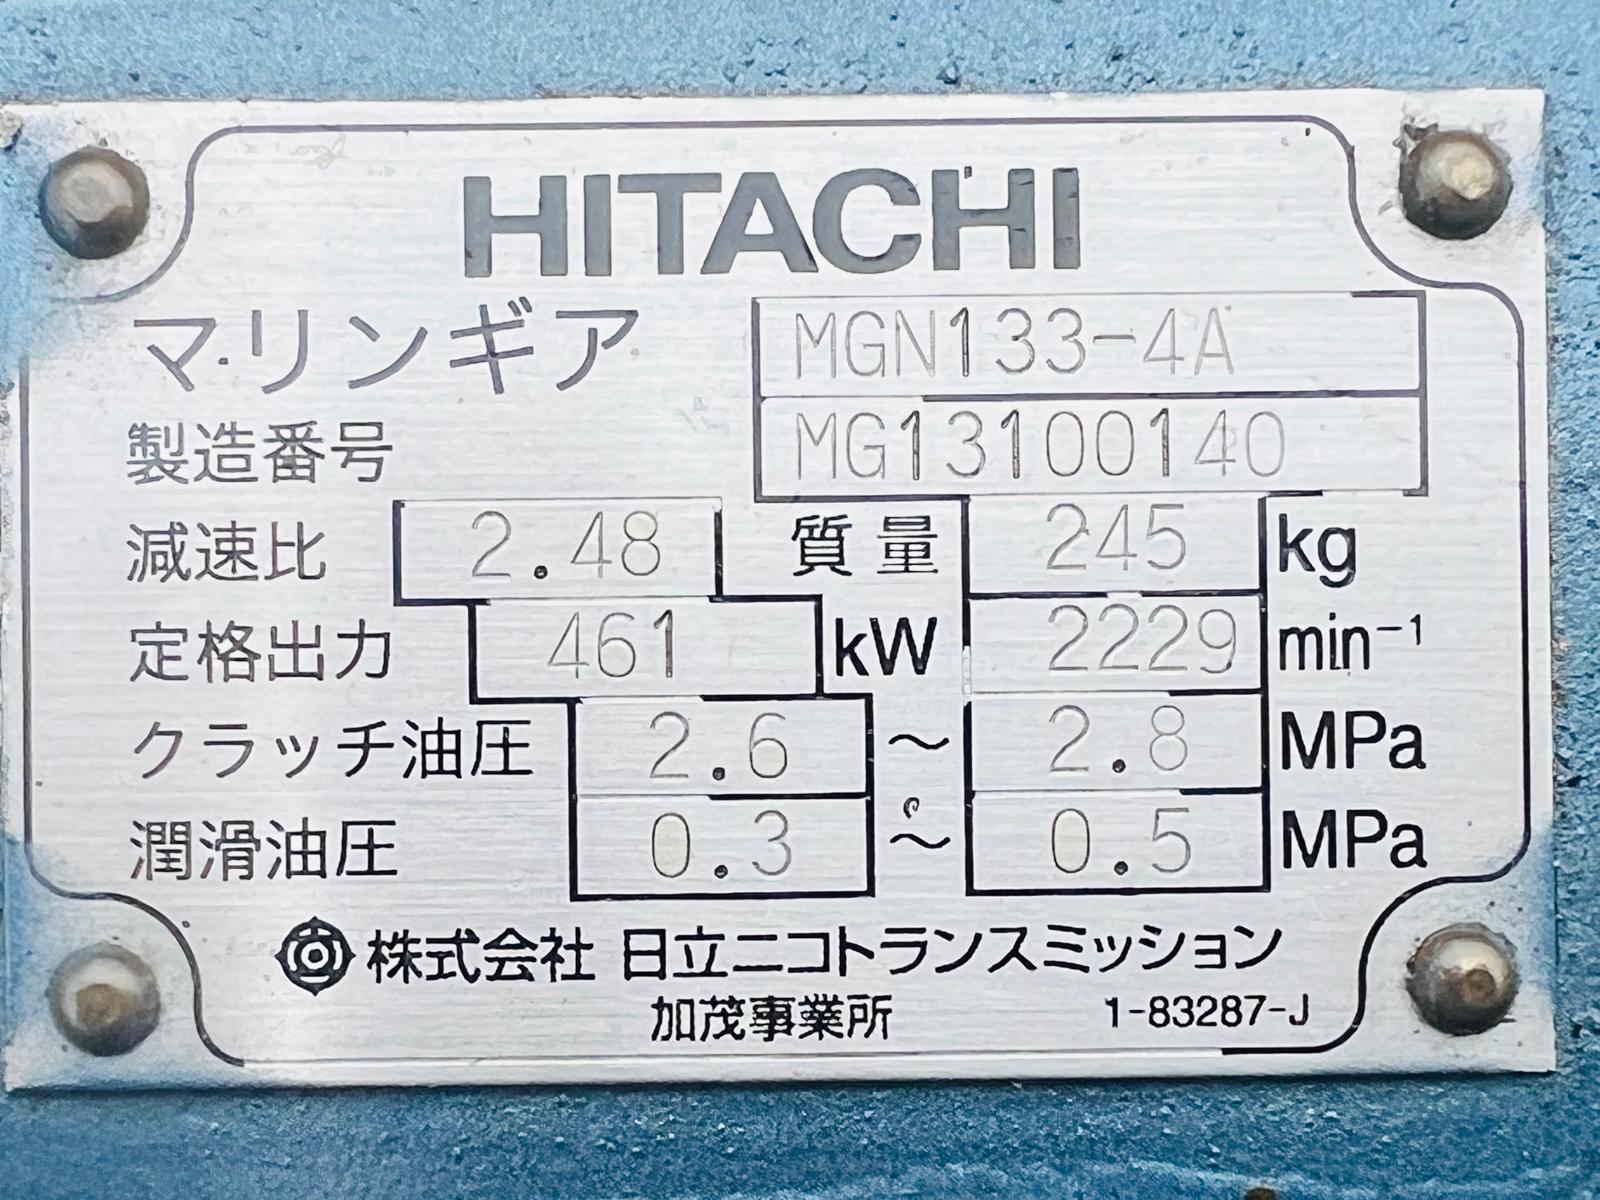 HITACHI
マリンギア MGN133-4A
製造番号 MG13100140
減速比 2.48 質量 245 kg
定格出力 461 kW 2229 min⁻¹
クラッチ油圧 2.6 ～ 2.8 MPa
潤滑油圧 0.3 ～ 0.5 MPa
株式会社 日立ニコトランスミッション
加茂事業所 1-83287-J